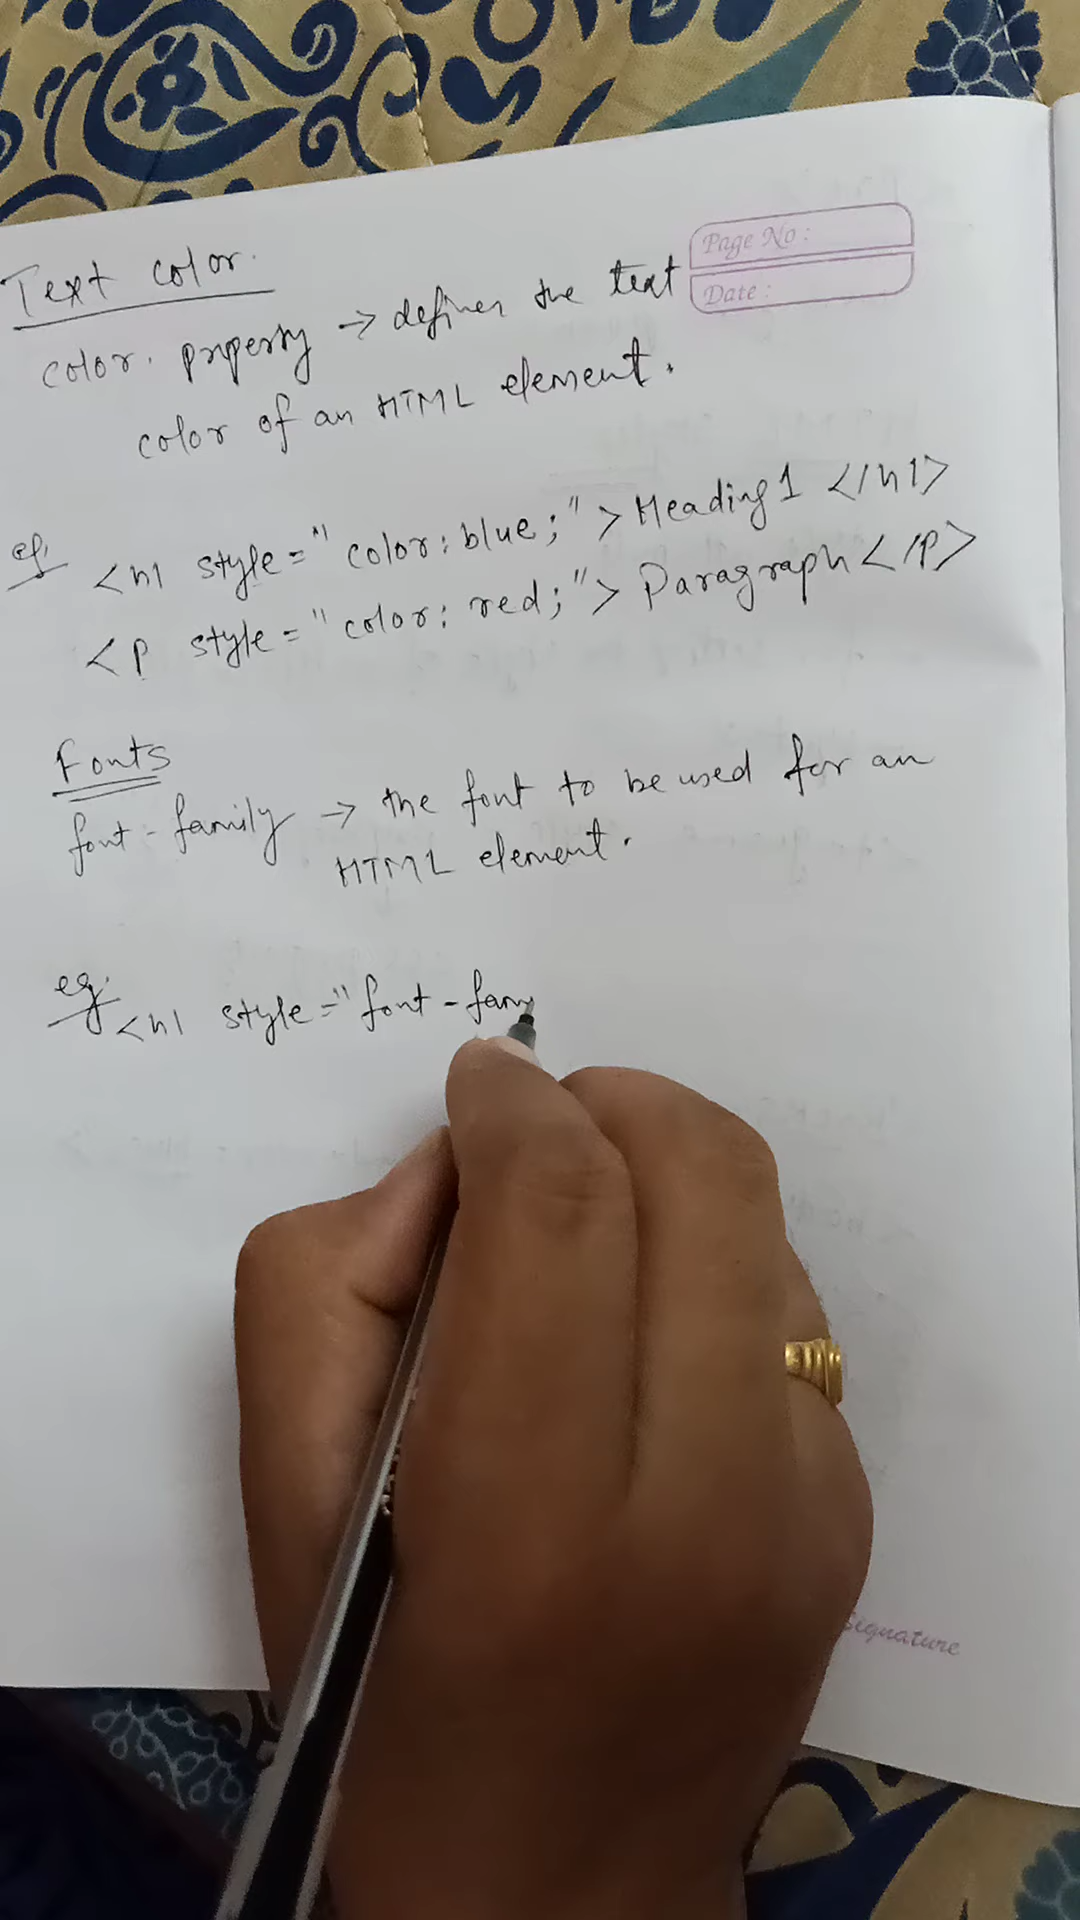 Text color.
Page No :
Date :
color. property → defines the text
color of an HTML element.
eg. <h1 style="color: blue;"> Heading 1 </h1>
<p style="color: red;"> Paragraph </p>
Fonts
font-family → the font to be used for an
HTML element.
eg. <h1 style="font-fam
Signature